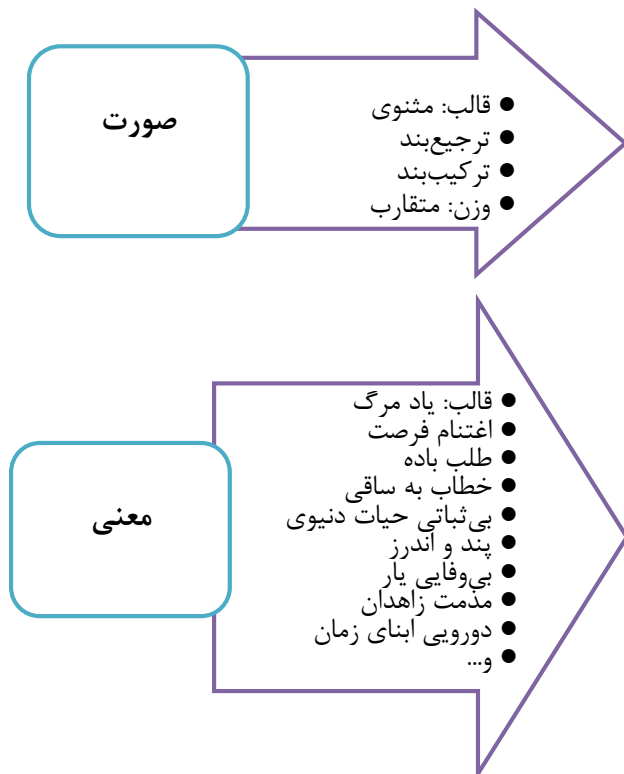 صورت
● قالب: مثنوی
● ترجیع‌بند
● ترکیب‌بند
● وزن: متقارب
معنی
● قالب: یاد مرگ
● اغتنام فرصت
● طلب باده
● خطاب به ساقی
● بی‌ثباتی حیات دنیوی
● پند و اندرز
● بی‌وفایی یار
● مذمت زاهدان
● دورویی ابنای زمان
● و...